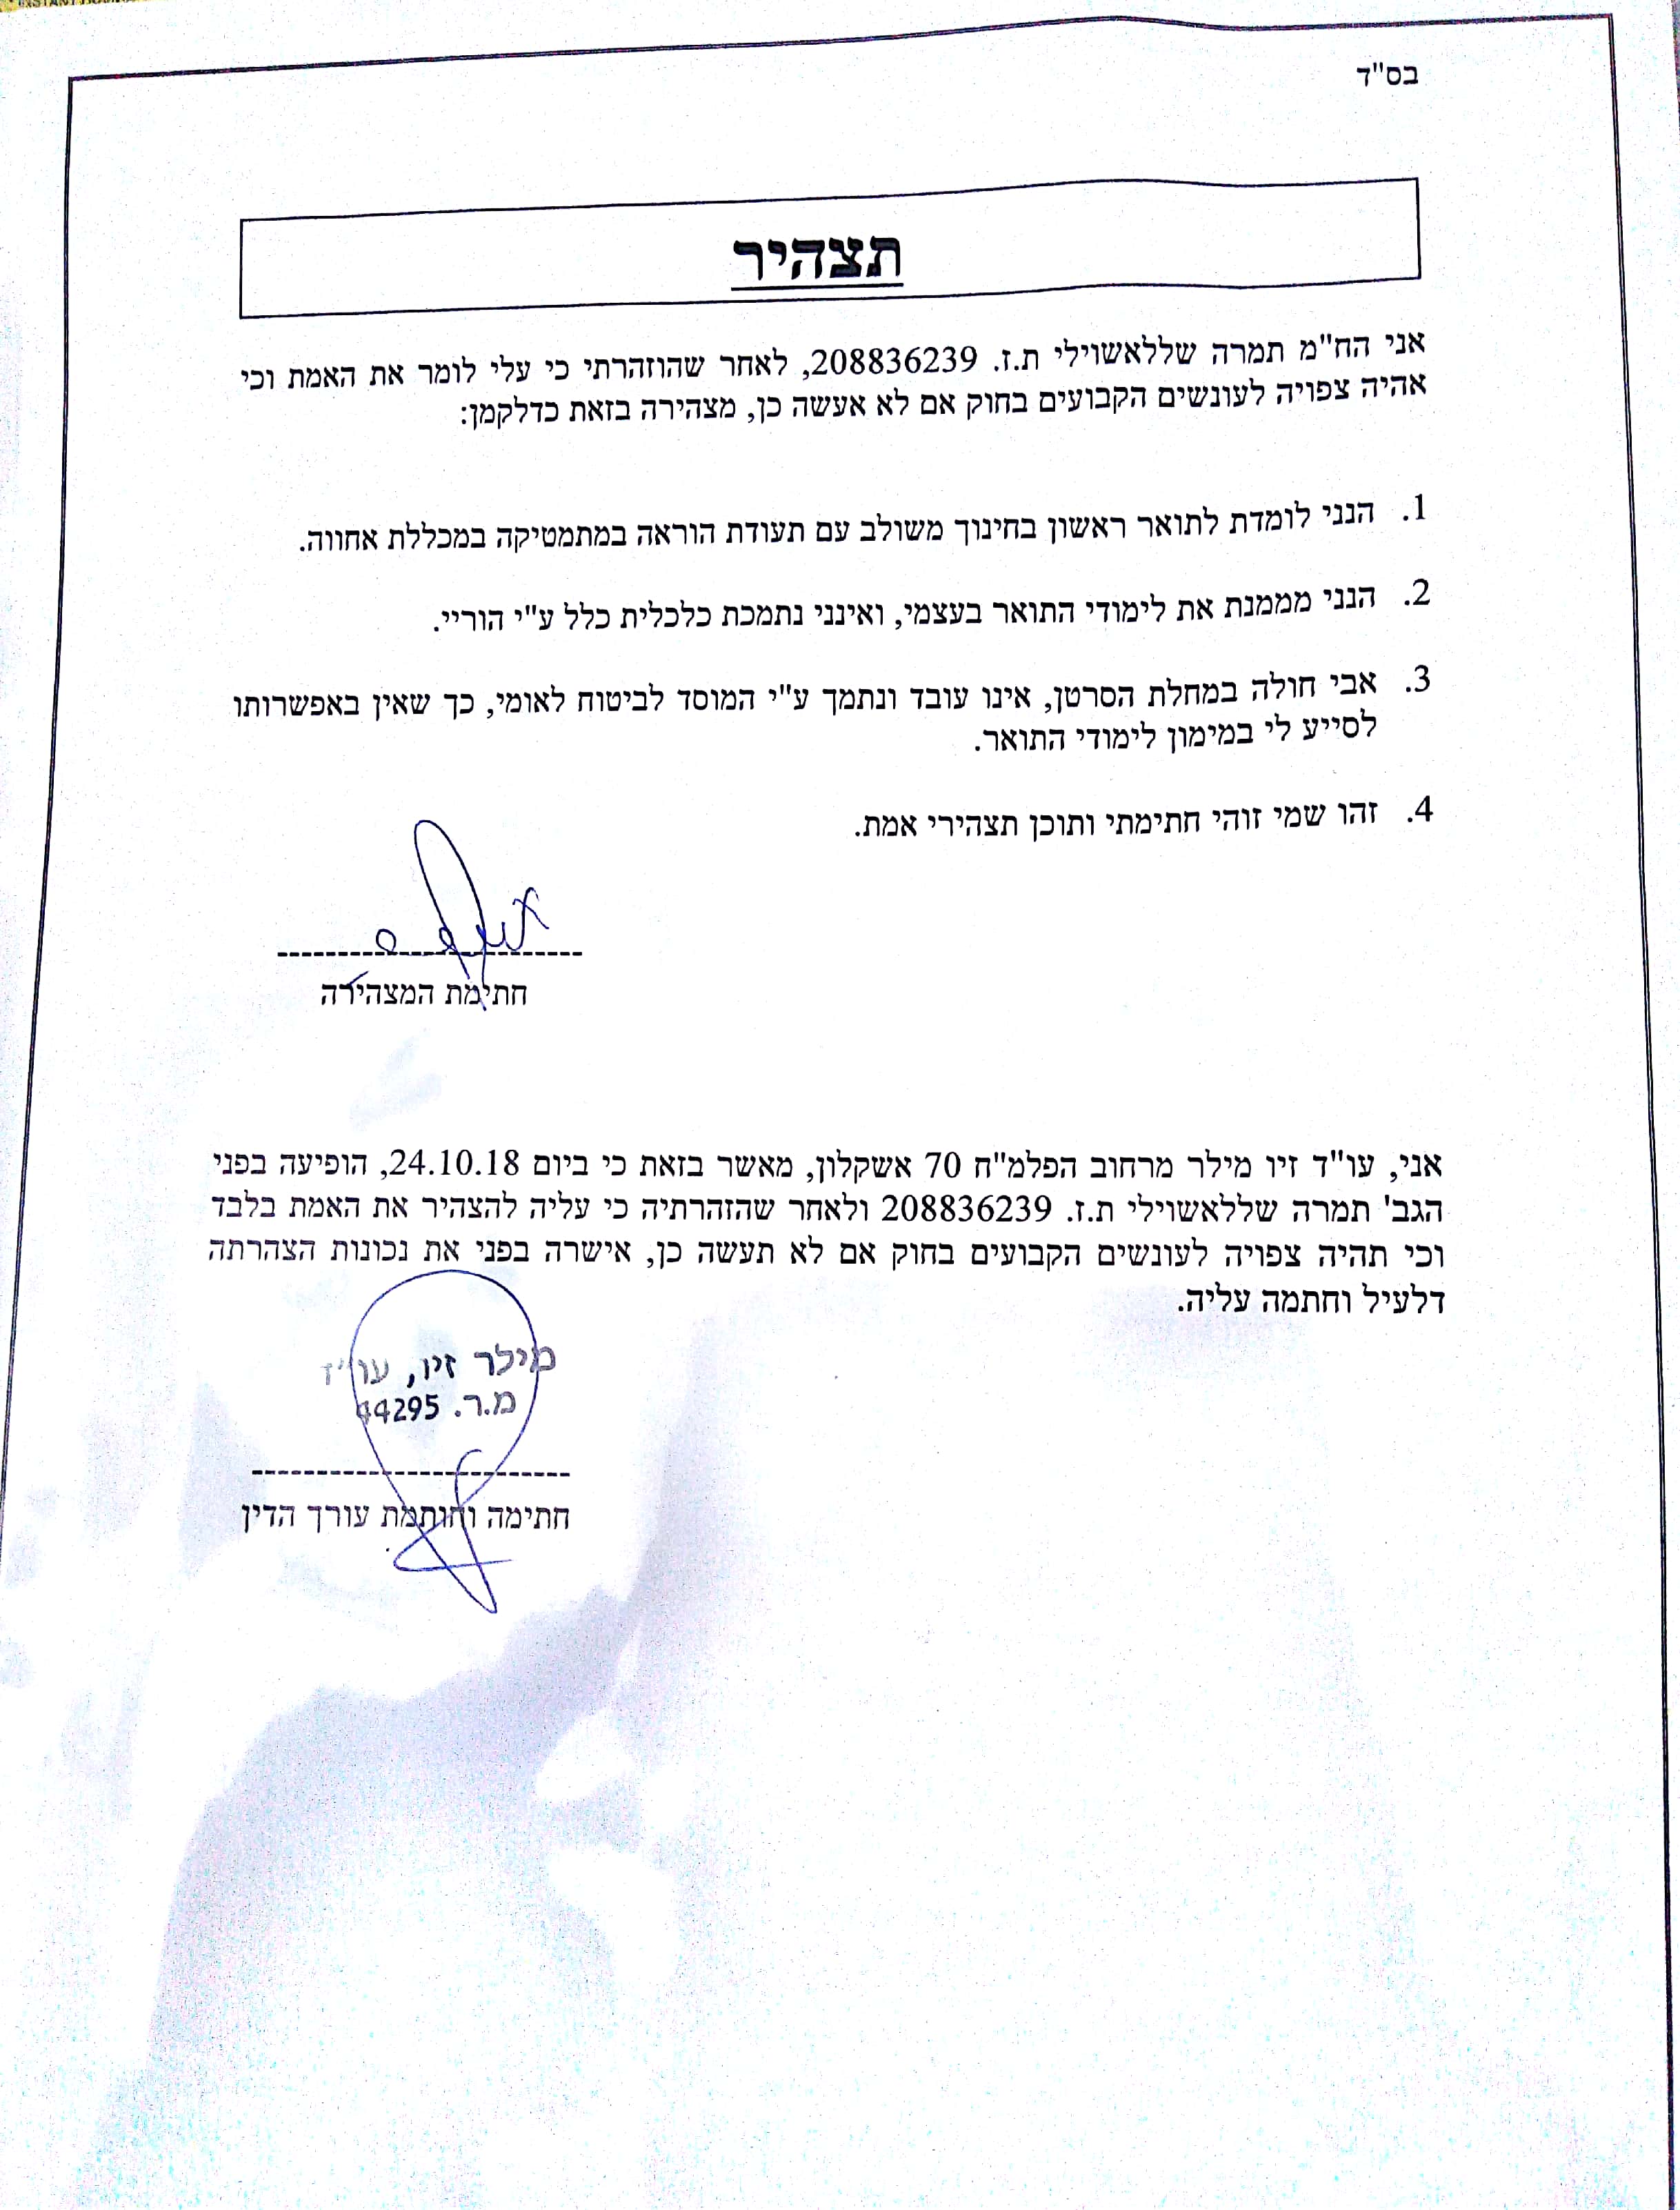 בס"ד
תצהיר
אני הח"מ תמרה שללאשוילי ת.ז. 208836239, לאחר שהוזהרתי כי עלי לומר את האמת וכי
אהיה צפויה לעונשים הקבועים בחוק אם לא אעשה כן, מצהירה בזאת כדלקמן:
1. הנני לומדת לתואר ראשון בחינוך משולב עם תעודת הוראה במתמטיקה במכללת אחווה.
2. הנני מממנת את לימודי התואר בעצמי, ואינני נתמכת כלכלית כלל ע"י הוריי.
3. אבי חולה במחלת הסרטן, אינו עובד ונתמך ע"י המוסד לביטוח לאומי, כך שאין באפשרותו
לסייע לי במימון לימודי התואר.
4. זהו שמי זוהי חתימתי ותוכן תצהירי אמת.
חתימת המצהירה
אני, עו"ד זיו מילר מרחוב הפלמ"ח 70 אשקלון, מאשר בזאת כי ביום 24.10.18, הופיעה בפני
הגב' תמרה שללאשוילי ת.ז. 208836239 ולאחר שהזהרתיה כי עליה להצהיר את האמת בלבד
וכי תהיה צפויה לעונשים הקבועים בחוק אם לא תעשה כן, אישרה בפני את נכונות הצהרתה
דלעיל וחתמה עליה.
מילר זיו, עו"ד
מ.ר. 44295
חתימה וחותמת עורך הדין